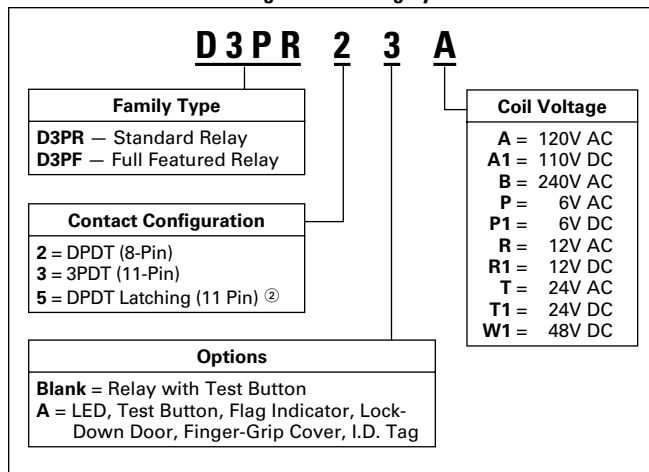 D3PR 2 3 A
Family Type
D3PR — Standard Relay
D3PF — Full Featured Relay
Contact Configuration
2 = DPDT (8-Pin)
3 = 3PDT (11-Pin)
5 = DPDT Latching (11 Pin) ②
Options
Blank = Relay with Test Button
A = LED, Test Button, Flag Indicator, Lock-
Down Door, Finger-Grip Cover, I.D. Tag
Coil Voltage
A = 120V AC
A1 = 110V DC
B = 240V AC
P = 6V AC
P1 = 6V DC
R = 12V AC
R1 = 12V DC
T = 24V AC
T1 = 24V DC
W1 = 48V DC